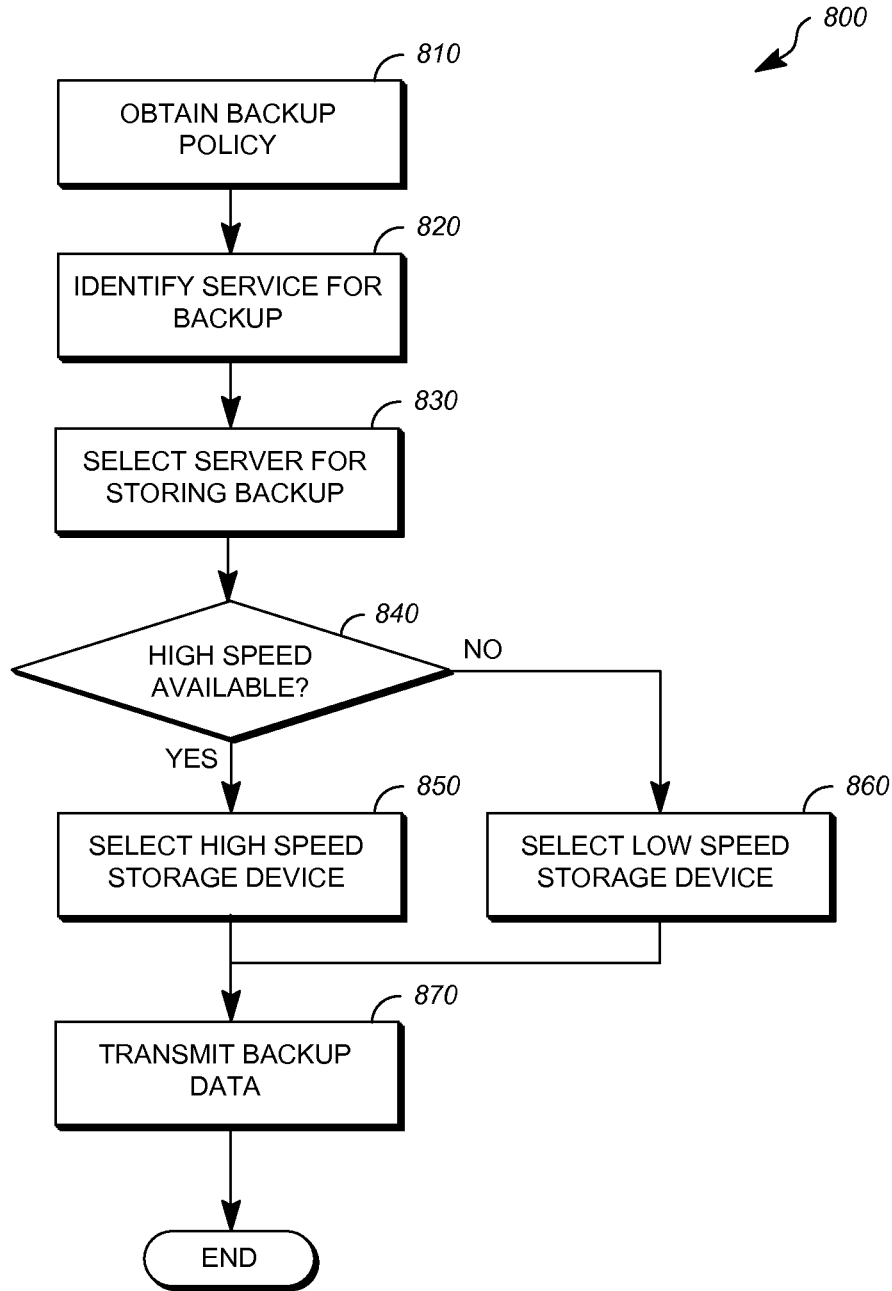 800
810
OBTAIN BACKUP
POLICY
820
IDENTIFY SERVICE FOR
BACKUP
830
SELECT SERVER FOR
STORING BACKUP
840
HIGH SPEED
AVAILABLE?
NO
YES
850
SELECT HIGH SPEED
STORAGE DEVICE
860
SELECT LOW SPEED
STORAGE DEVICE
870
TRANSMIT BACKUP
DATA
END